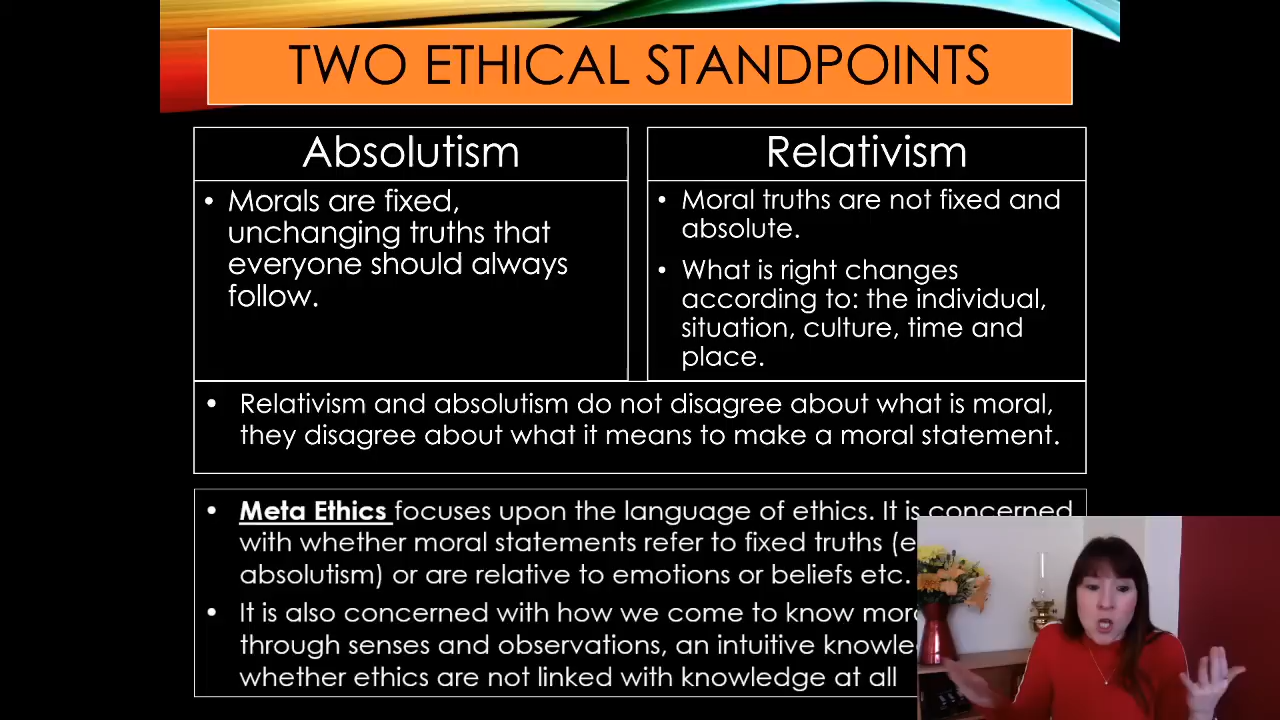 TWO ETHICAL STANDPOINTS
Absolutism
• Morals are fixed,
unchanging truths that
everyone should always
follow.
Relativism
• Moral truths are not fixed and
absolute.
• What is right changes
according to: the individual,
situation, culture, time and
place.
• Relativism and absolutism do not disagree about what is moral,
they disagree about what it means to make a moral statement.
• Meta Ethics focuses upon the language of ethics. It is concerned
with whether moral statements refer to fixed truths
absolutism) or are relative to emotions or beliefs etc.
• It is also concerned with how we come to know
through senses and observations, an intuitive
whether ethics are not linked with knowledge at all